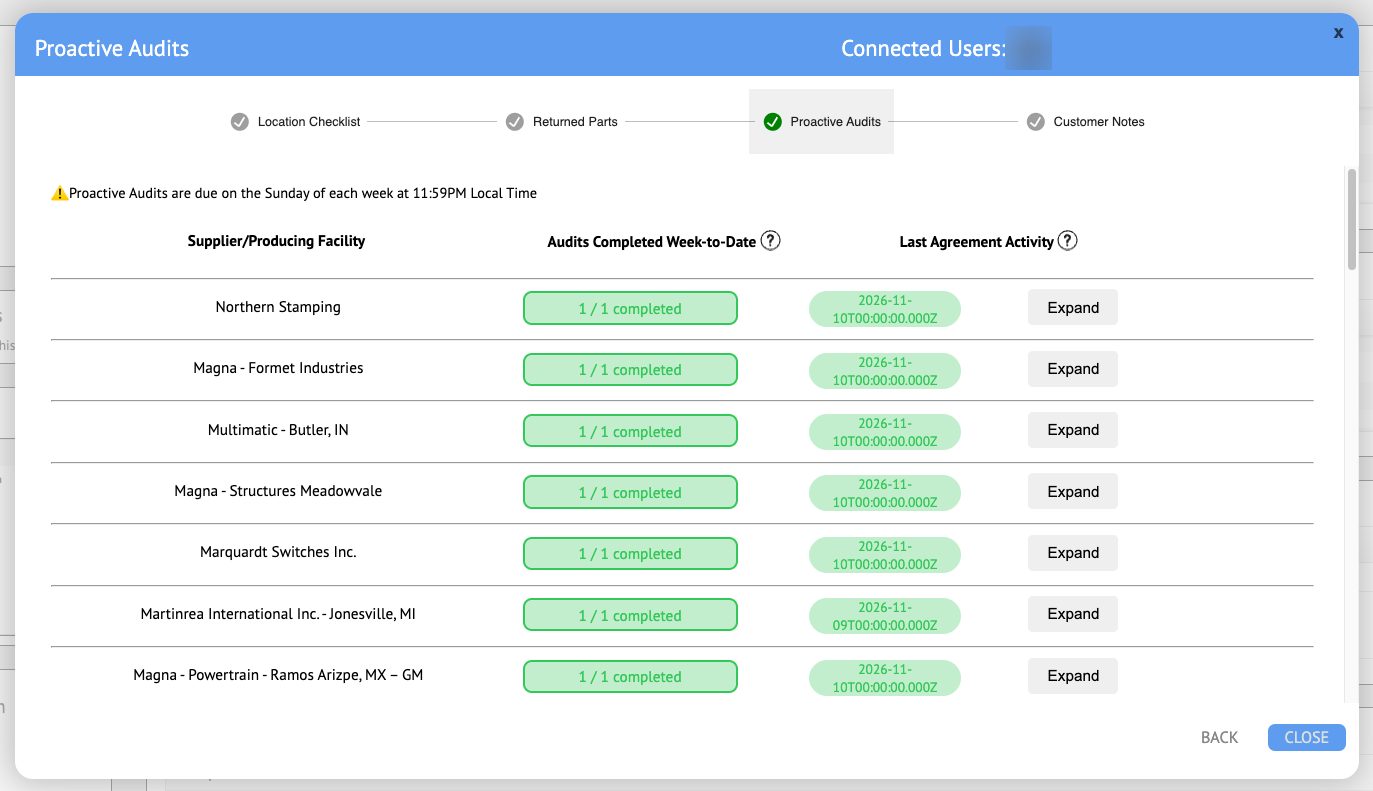 Proactive Audits
Connected Users:
x
Location Checklist
Returned Parts
Proactive Audits
Customer Notes
⚠️Proactive Audits are due on the Sunday of each week at 11:59PM Local Time
Supplier/Producing Facility
Audits Completed Week-to-Date ?
Last Agreement Activity ?
Northern Stamping
1 / 1 completed
2026-11-
10T00:00:00.000Z
Expand
Magna - Formet Industries
1 / 1 completed
2026-11-
10T00:00:00.000Z
Expand
Multimatic - Butler, IN
1 / 1 completed
2026-11-
10T00:00:00.000Z
Expand
Magna - Structures Meadowvale
1 / 1 completed
2026-11-
10T00:00:00.000Z
Expand
Marquardt Switches Inc.
1 / 1 completed
2026-11-
10T00:00:00.000Z
Expand
Martinrea International Inc. - Jonesville, MI
1 / 1 completed
2026-11-
09T00:00:00.000Z
Expand
Magna - Powertrain - Ramos Arizpe, MX – GM
1 / 1 completed
2026-11-
10T00:00:00.000Z
Expand
BACK
CLOSE